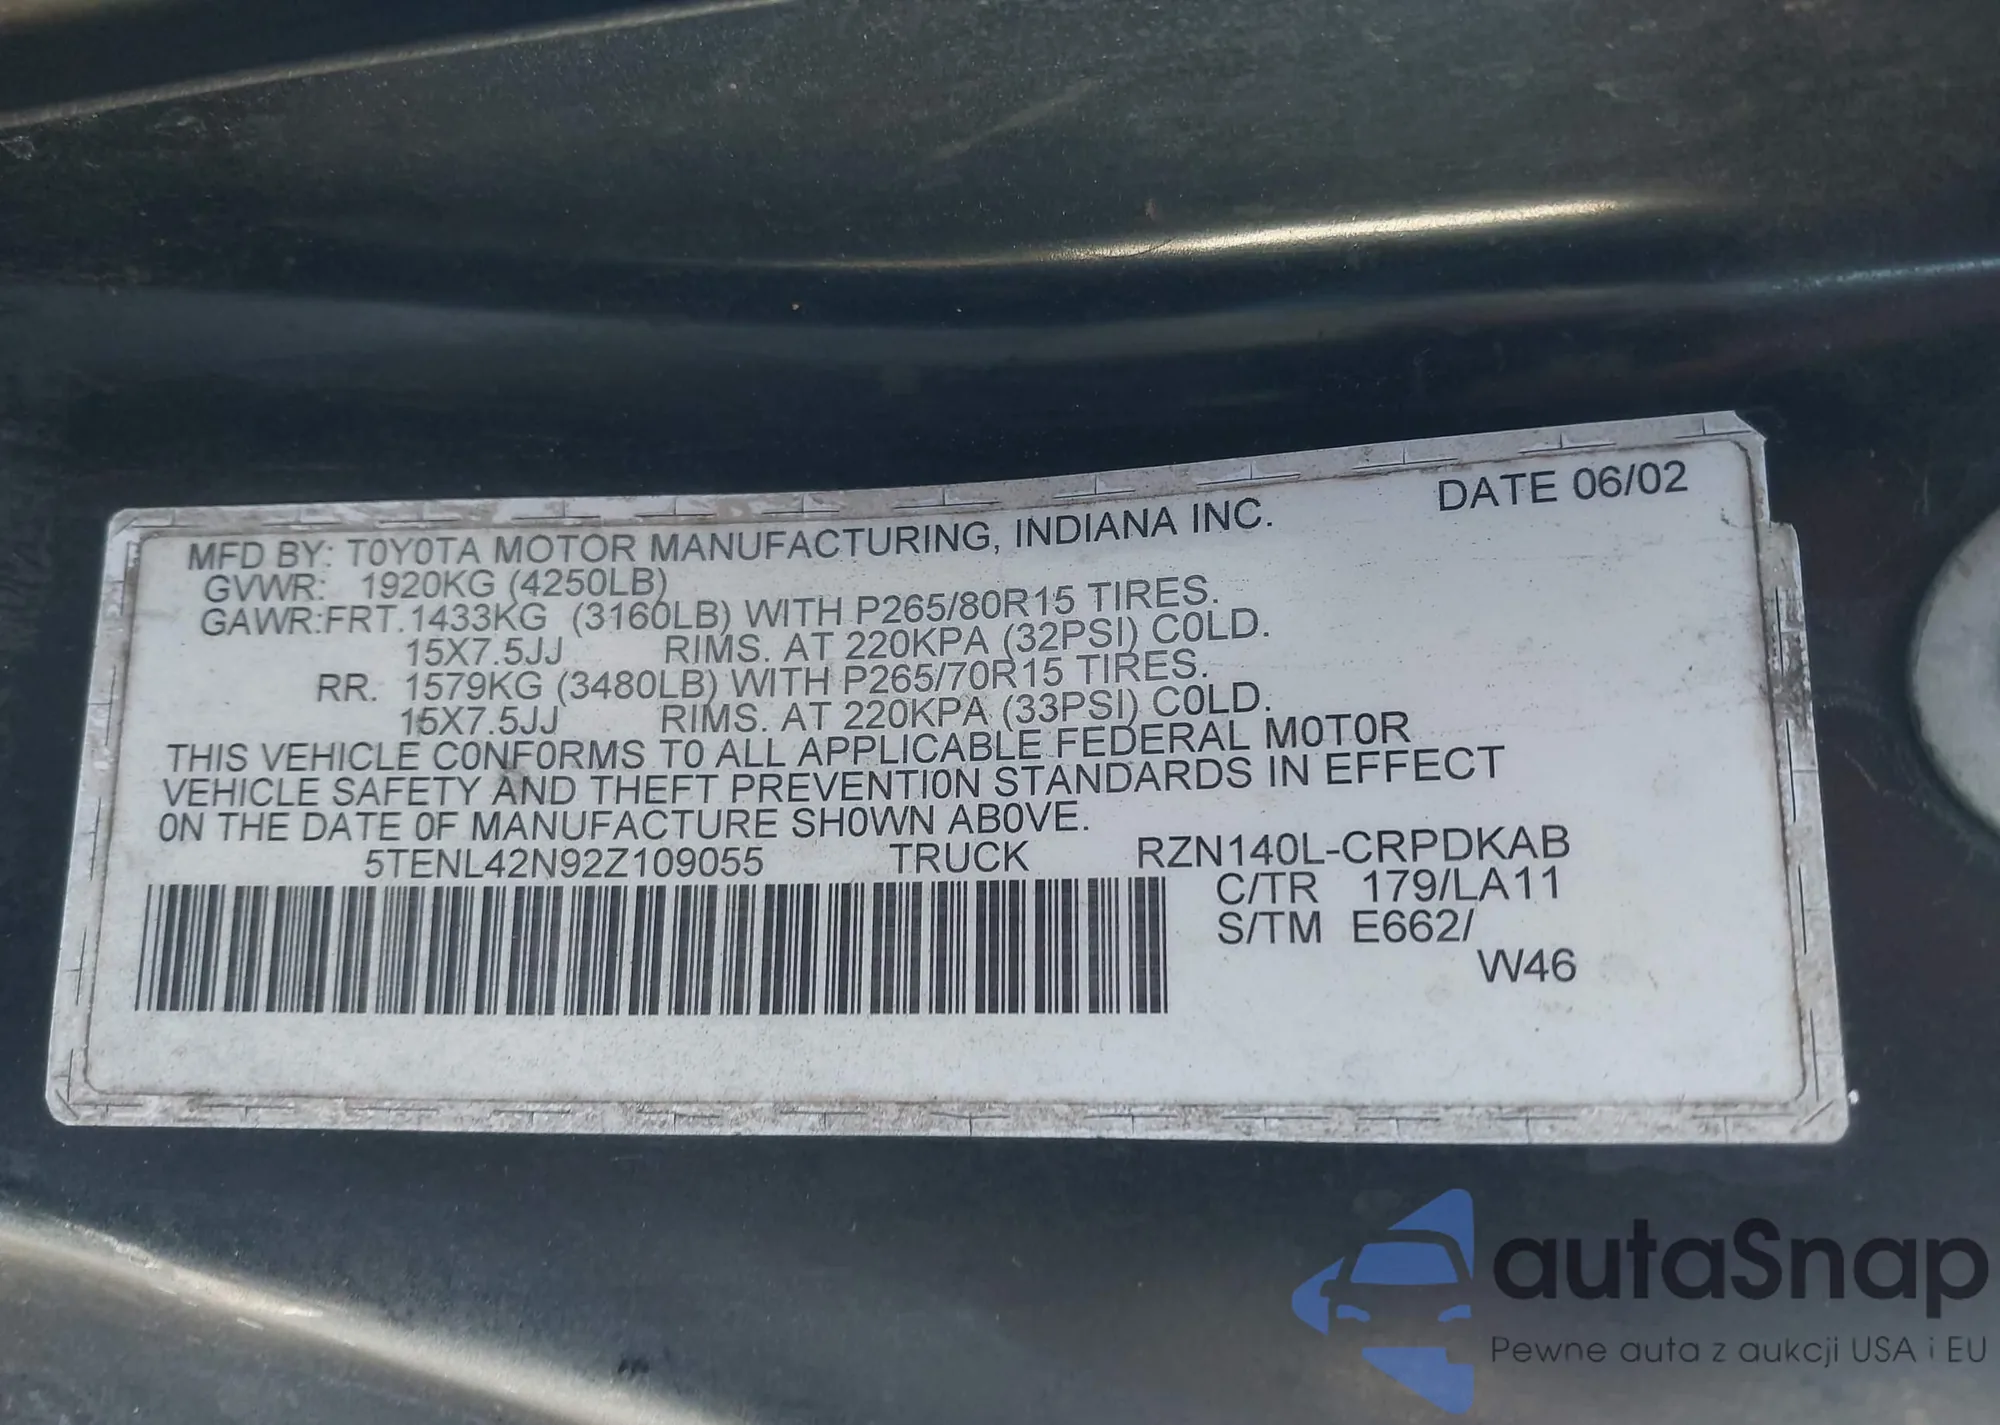 DATE 06/02
MFD BY: T0Y0TA MOTOR MANUFACTURING, INDIANA INC.
GVWR: 1920KG (4250LB)
GAWR:FRT. 1433KG (3160LB) WITH P265/80R15 TIRES.
15X7.5JJ RIMS. AT 220KPA (32PSI) C0LD.
RR. 1579KG (3480LB) WITH P265/70R15 TIRES.
15X7.5JJ RIMS. AT 220KPA (33PSI) C0LD.
THIS VEHICLE C0NF0RMS T0 ALL APPLICABLE FEDERAL M0T0R
VEHICLE SAFETY AND THEFT PREVENTI0N STANDARDS IN EFFECT
0N THE DATE 0F MANUFACTURE SH0WN AB0VE.
5TENL42N92Z109055 TRUCK RZN140L-CRPDKAB
C/TR 179/LA11
S/TM E662/
W46
autaSnap
Pewne auta z aukcji USA i EU